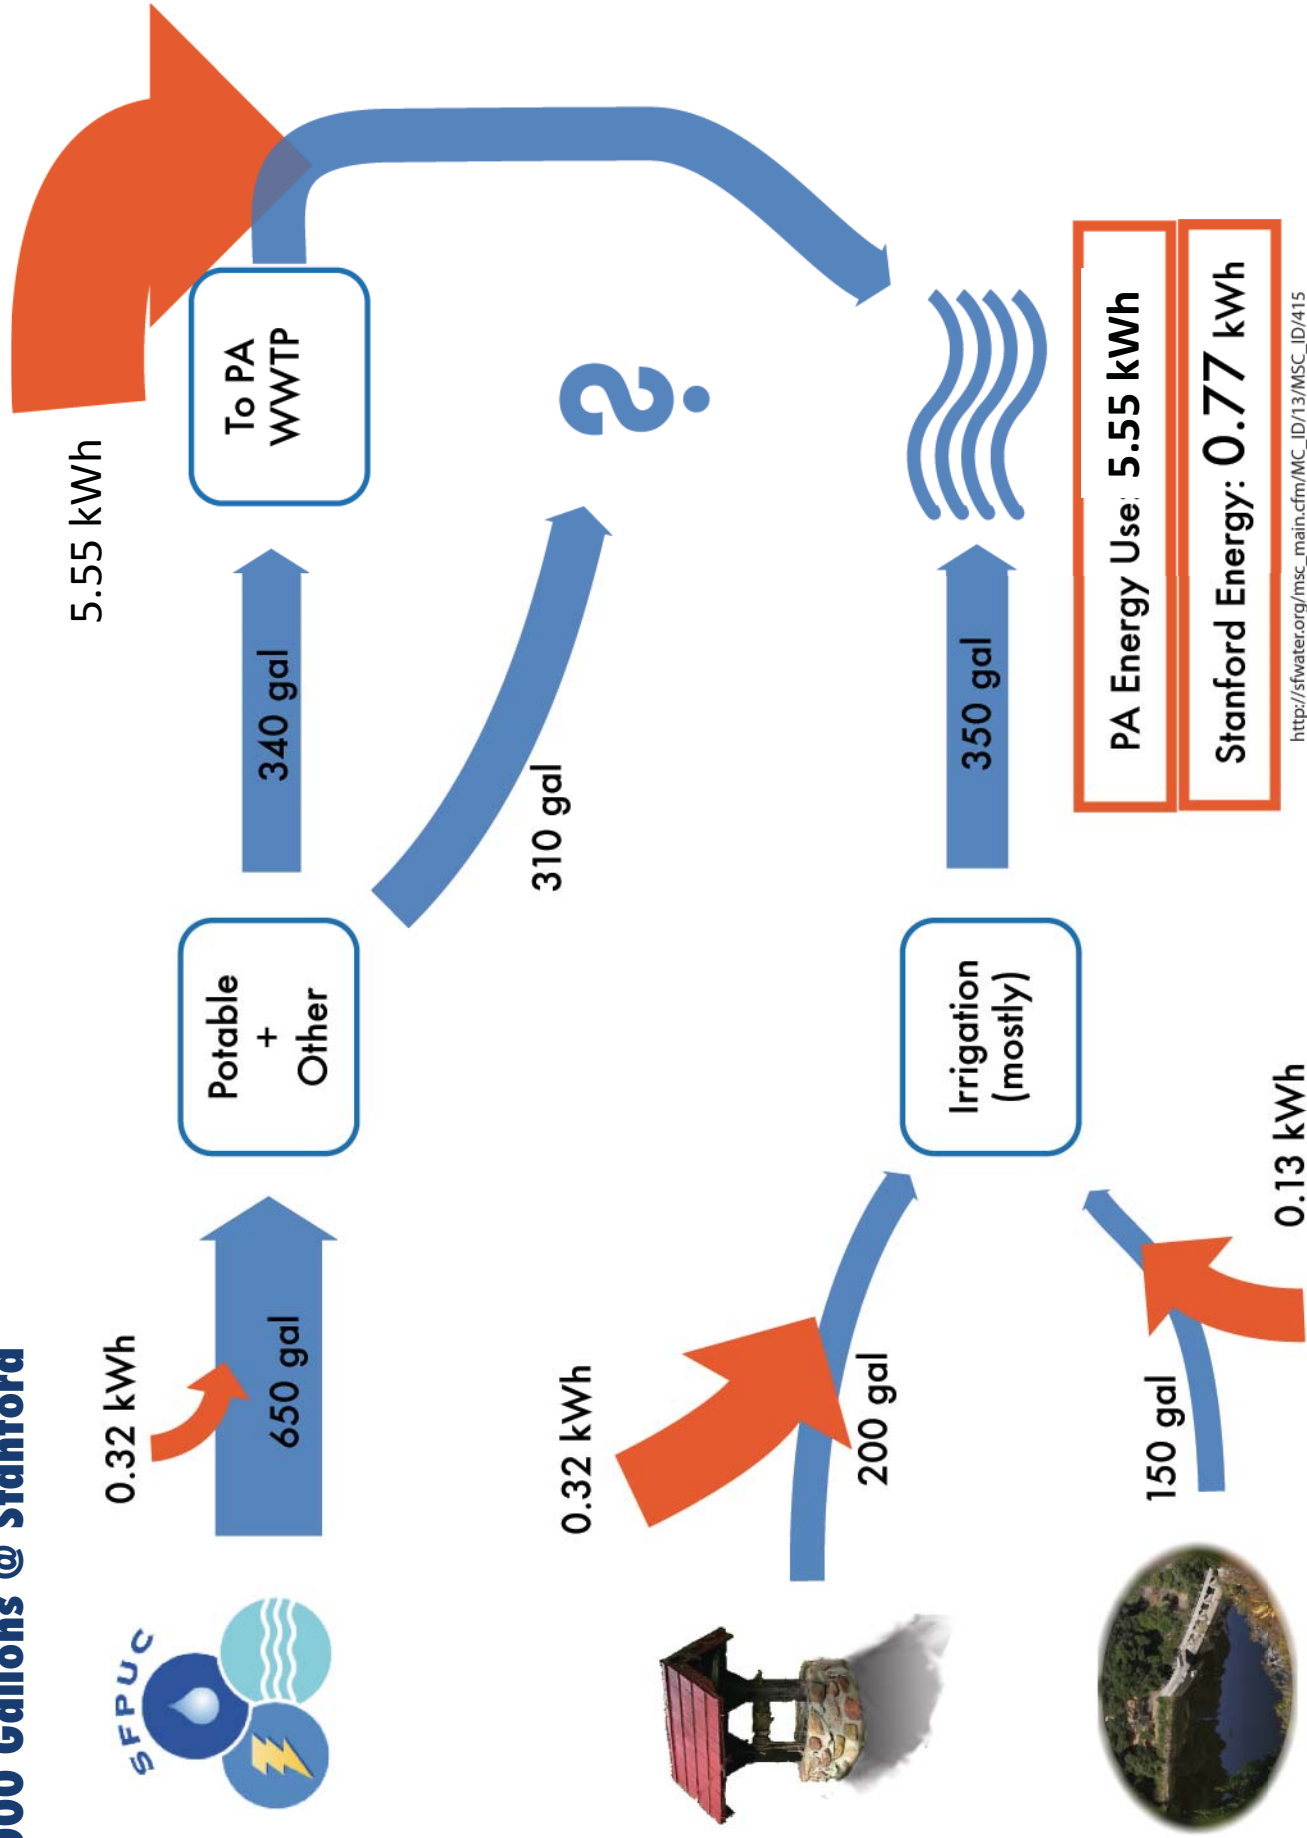 000 Gallons @ Stanford
SFPUC
0.32 kWh
650 gal
Potable
+
Other
340 gal
310 gal
5.55 kWh
To PA
WWTP
?
0.32 kWh
200 gal
150 gal
0.13 kWh
Irrigation
(mostly)
350 gal
PA Energy Use: 5.55 kWh
Stanford Energy: 0.77 kWh
http://sfwater.org/msc_main.cfm/MC_ID/13/MSC_ID/415